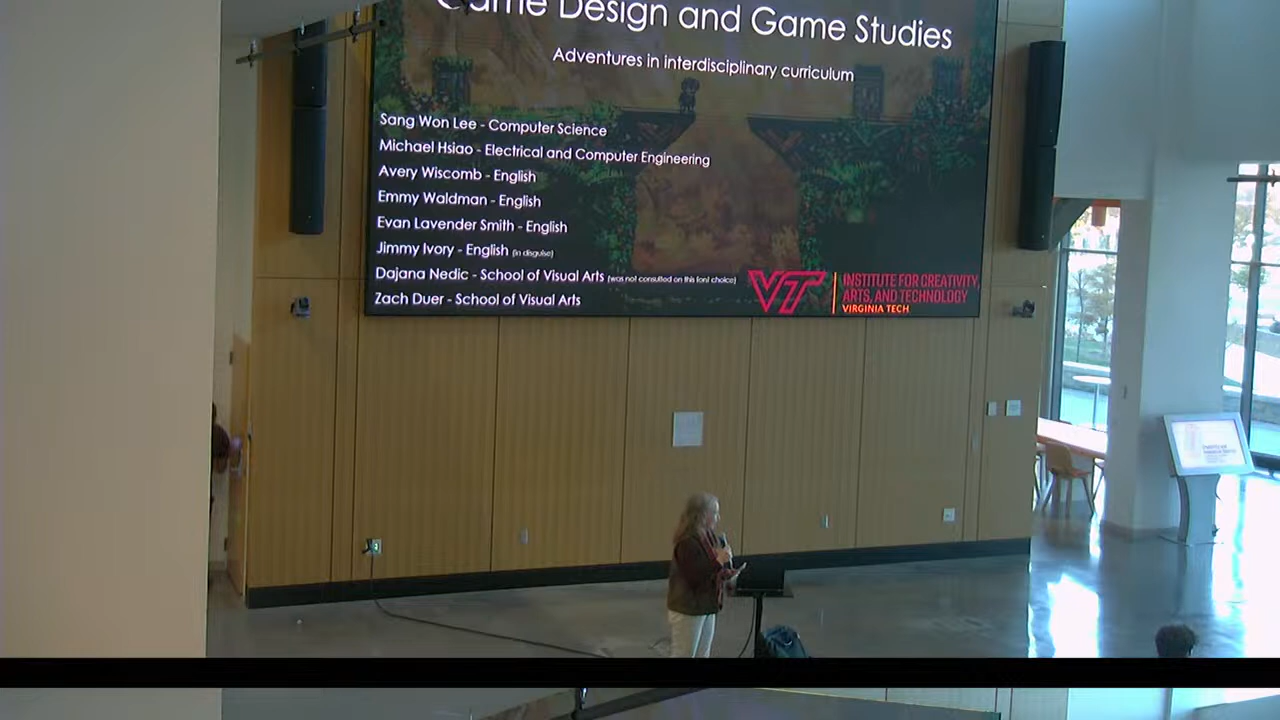 Game Design and Game Studies
Adventures in interdisciplinary curriculum
Sang Won Lee - Computer Science
Michael Hsiao - Electrical and Computer Engineering
Avery Wiscomb - English
Emmy Waldman - English
Evan Lavender Smith - English
Jimmy Ivory - English (in disguise)
Dajana Nedic - School of Visual Arts (was not consulted on this font choice)
Zach Duer - School of Visual Arts
VT
INSTITUTE FOR CREATIVITY,
ARTS, AND TECHNOLOGY
VIRGINIA TECH